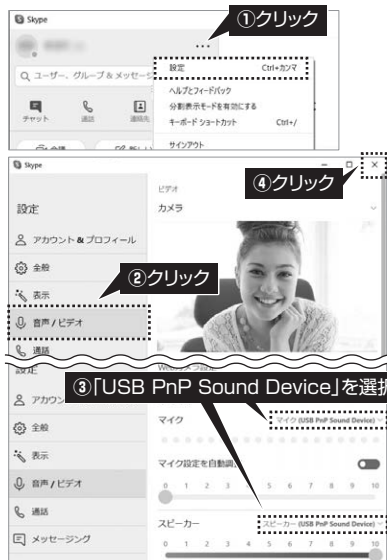 Skype
①クリック
設定 Ctrl+カンマ
ユーザー、グループ & メッセージ
ヘルプとフィードバック
分割表示モードを有効にする
チャット 通話 連絡先
キーボード ショートカット Ctrl+/
サインアウト
Skype
④クリック
ビデオ
設定
カメラ
アカウント & プロフィール
全般
②クリック
表示
音声 / ビデオ
通話
設定
③「USB PnP Sound Device」を選択
アカウン
マイク マイク (USB PnP Sound Device)
全般
表示
マイク設定を自動調
音声 / ビデオ
0 1 2 3 5 6 7 8 9 10
通話
スピーカー スピーカー (USB PnP Sound Device)
メッセージング
0 1 2 3 4 5 6 7 8 9 10